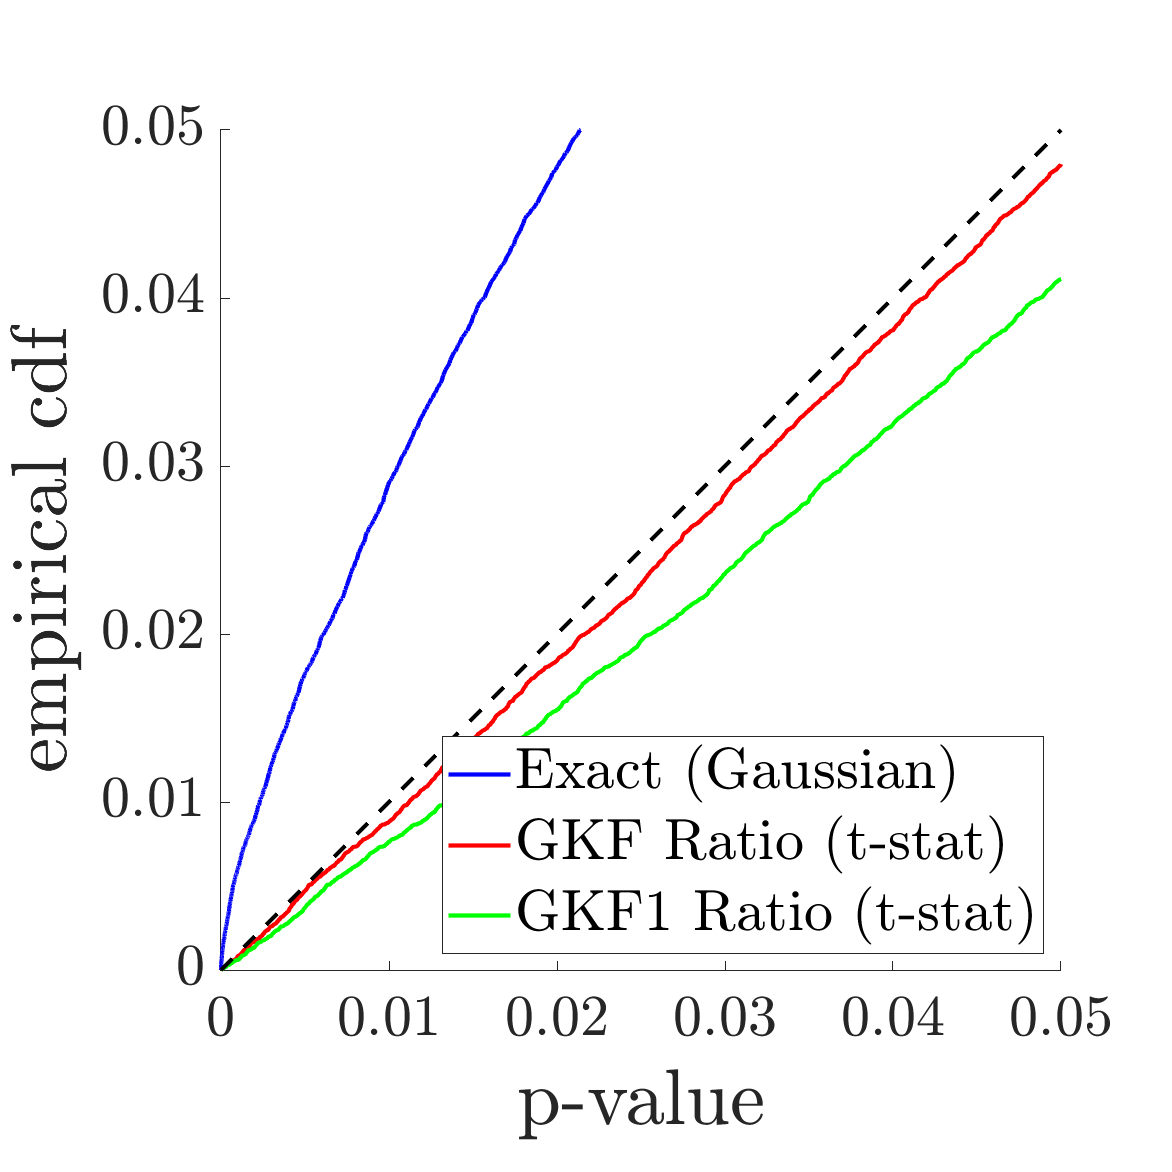 0.05
0.04
0.03
0.02
0.01
0
empirical cdf
Exact (Gaussian)
GKF Ratio (t-stat)
GKF1 Ratio (t-stat)
0 0.01 0.02 0.03 0.04 0.05
p-value